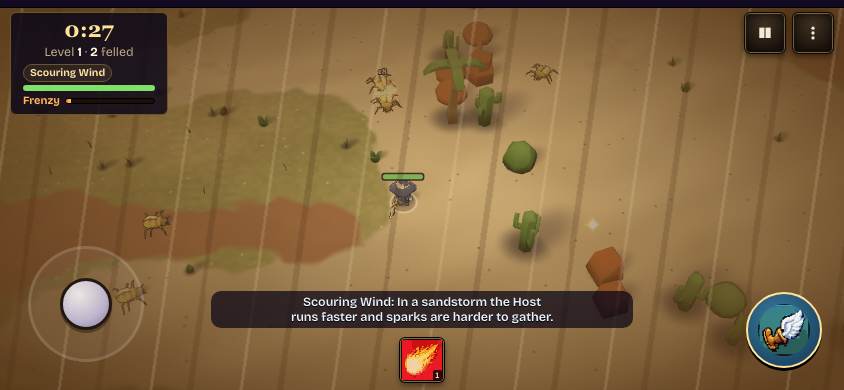 0:27
Level 1 · 2 felled
Scouring Wind
Frenzy
Scouring Wind: In a sandstorm the Host
runs faster and sparks are harder to gather.
1